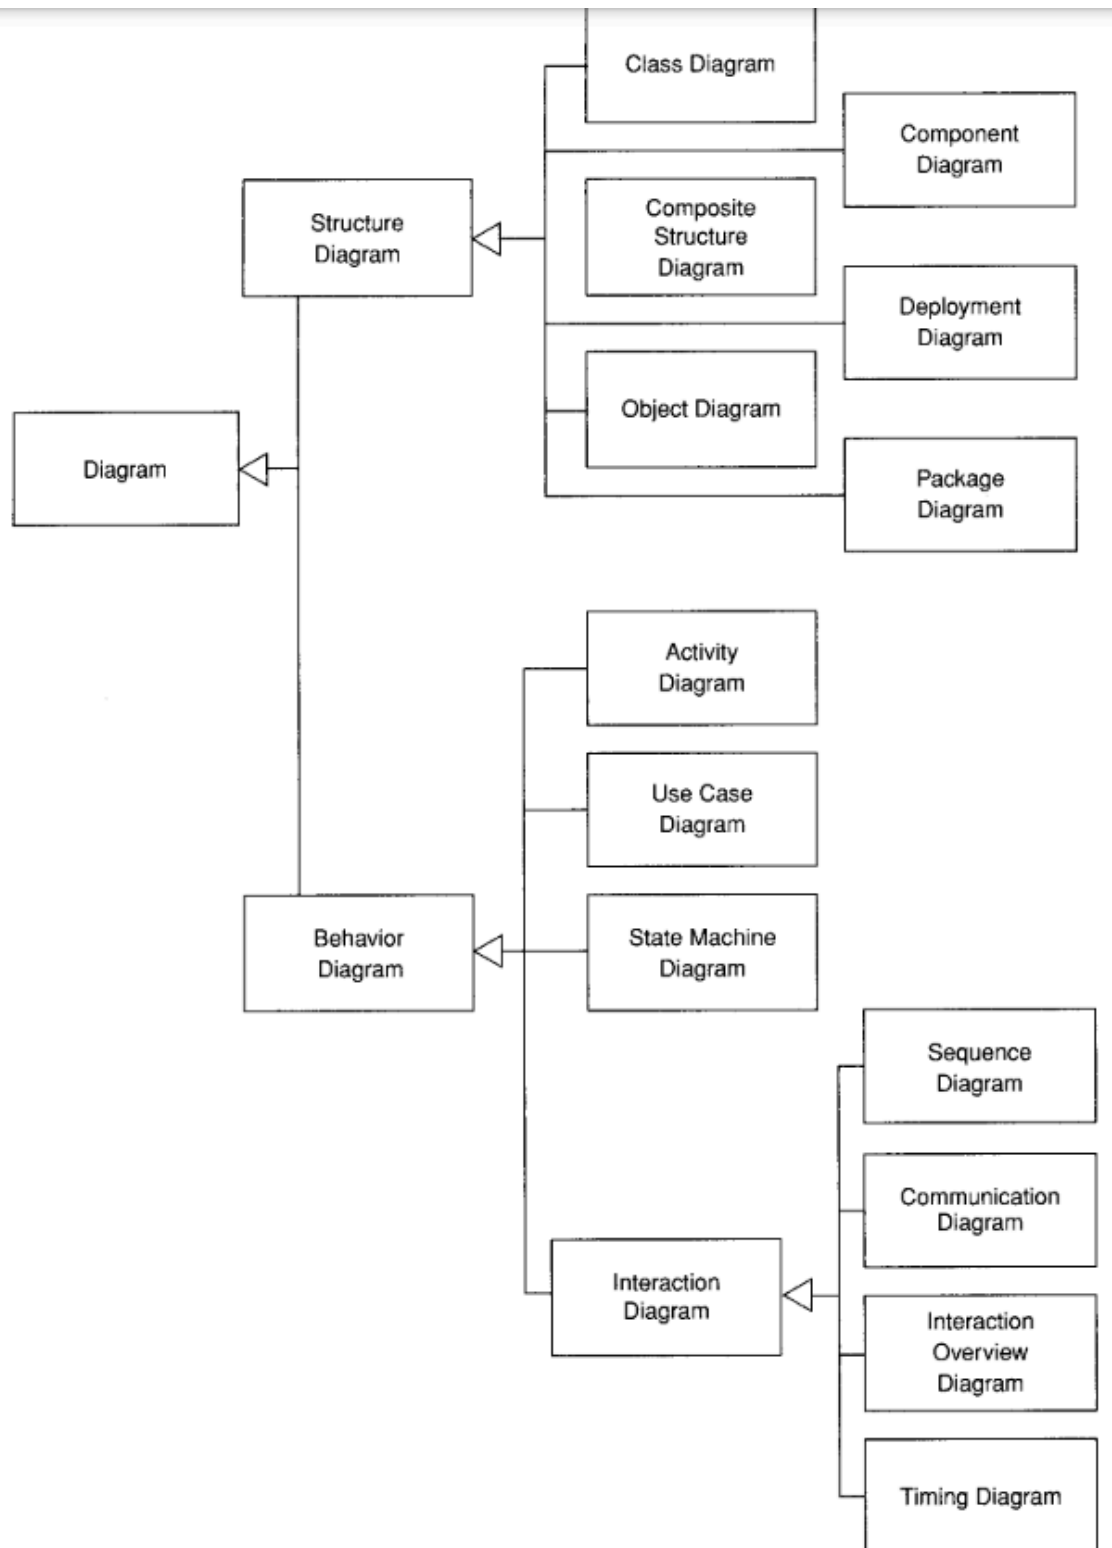 Class Diagram
Component
Diagram
Structure
Diagram
Composite
Structure
Diagram
Deployment
Diagram
Object Diagram
Diagram
Package
Diagram
Activity
Diagram
Use Case
Diagram
Behavior
Diagram
State Machine
Diagram
Sequence
Diagram
Communication
Diagram
Interaction
Diagram
Interaction
Overview
Diagram
Timing Diagram